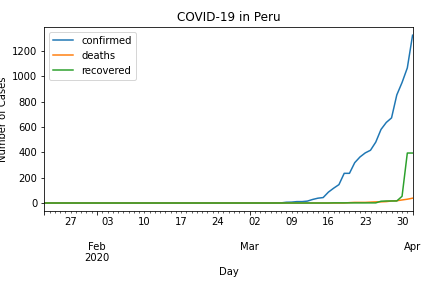 COVID-19 in Peru
confirmed
deaths
recovered
Number of Cases
1200
1000
800
600
400
200
0
27 03 10 17 24 02 09 16 23 30
Feb Mar Apr
2020
Day